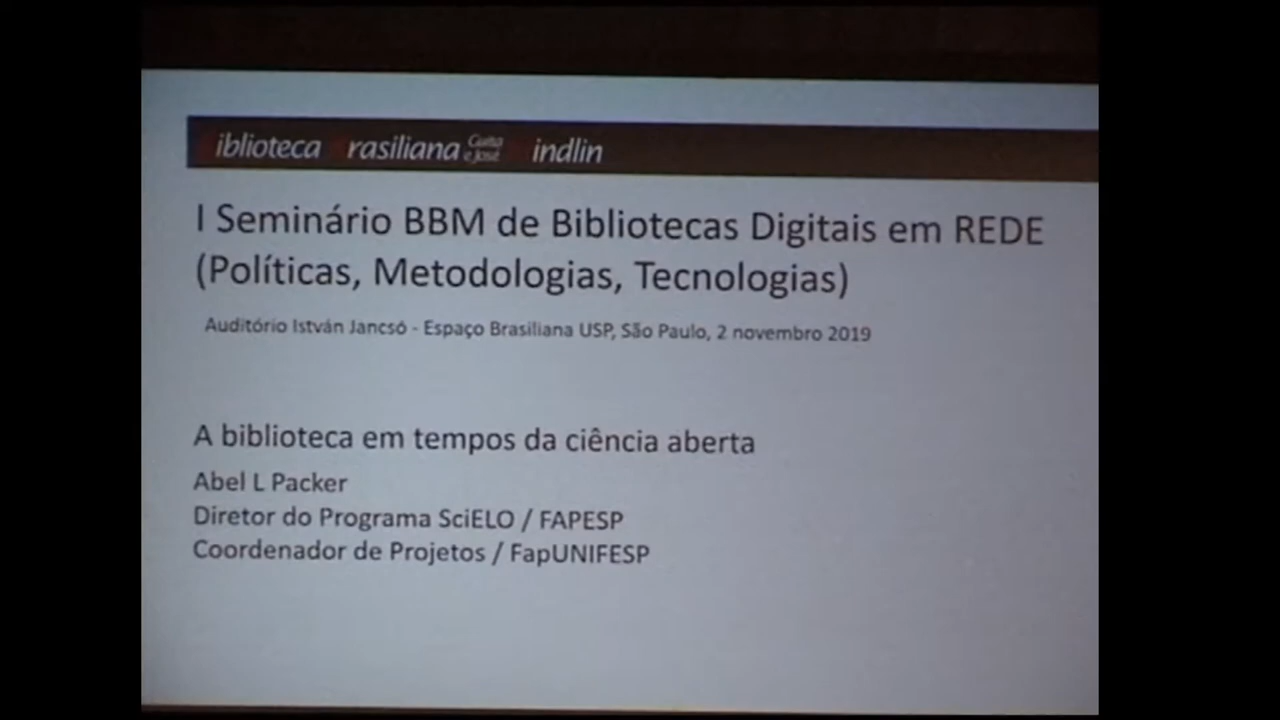 iblioteca rasiliana Guita e José indlin
I Seminário BBM de Bibliotecas Digitais em REDE
(Políticas, Metodologias, Tecnologias)
Auditório István Jancsó - Espaço Brasiliana USP, São Paulo, 2 novembro 2019
A biblioteca em tempos da ciência aberta
Abel L Packer
Diretor do Programa SciELO / FAPESP
Coordenador de Projetos / FapUNIFESP